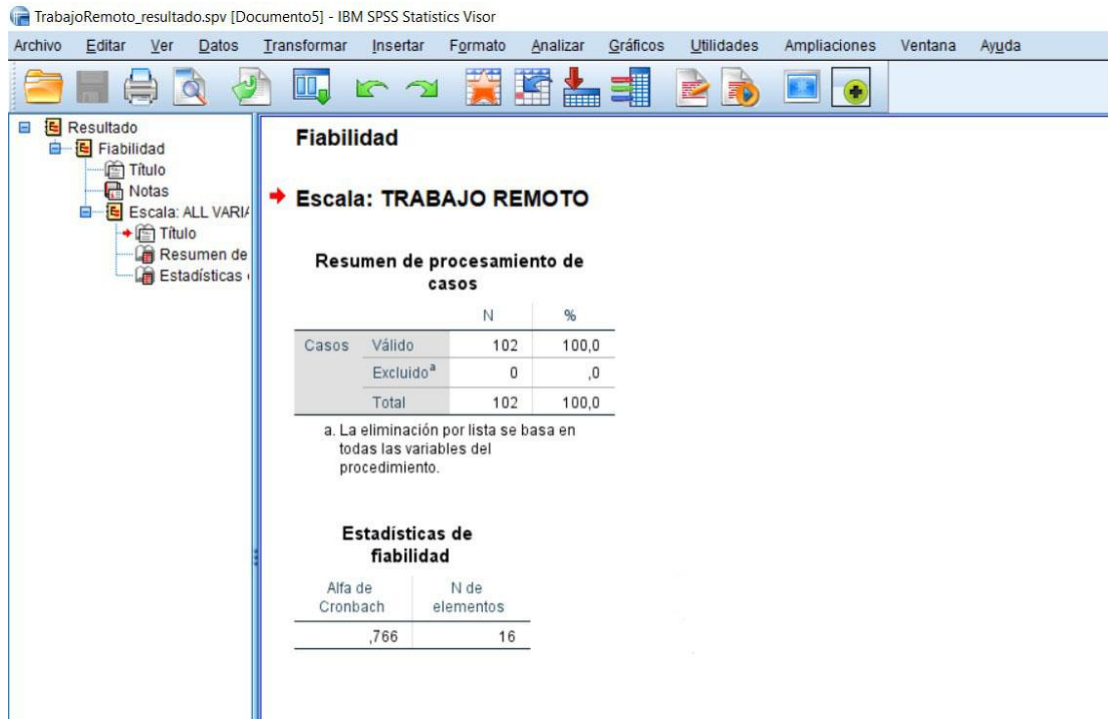 TrabajoRemoto_resultado.spv [Documento5] - IBM SPSS Statistics Visor
Archivo Editar Ver Datos Transformar Insertar Formato Analizar Gráficos Utilidades Ampliaciones Ventana Ayuda
Resultado
Fiabilidad
Título
Notas
Escala: ALL VARIA
Título
Resumen de
Estadísticas
Fiabilidad
Escala: TRABAJO REMOTO
Resumen de procesamiento de
casos
N %
Casos Válido 102 100,0
Excluido a 0 ,0
Total 102 100,0
a. La eliminación por lista se basa en
todas las variables del
procedimiento.
Estadísticas de
fiabilidad
Alfa de N de
Cronbach elementos
,766 16